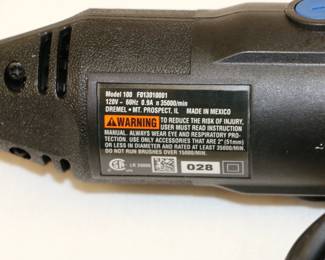 Model 100 F013010001
120V~ 60Hz 0.9A n 35000/min
DREMEL • MT. PROSPECT, IL MADE IN MEXICO
WARNING TO REDUCE THE RISK OF INJURY,
USER MUST READ INSTRUCTION
MANUAL. ALWAYS WEAR EYE AND RESPIRATORY PRO-
TECTION. USE ONLY ACCESSORIES THAT ARE 2" (51mm)
OR LESS IN DIAMETER AND RATED AT LEAST 35000/MIN.
DO NOT RUN BRUSHES OVER 15000/MIN.
028